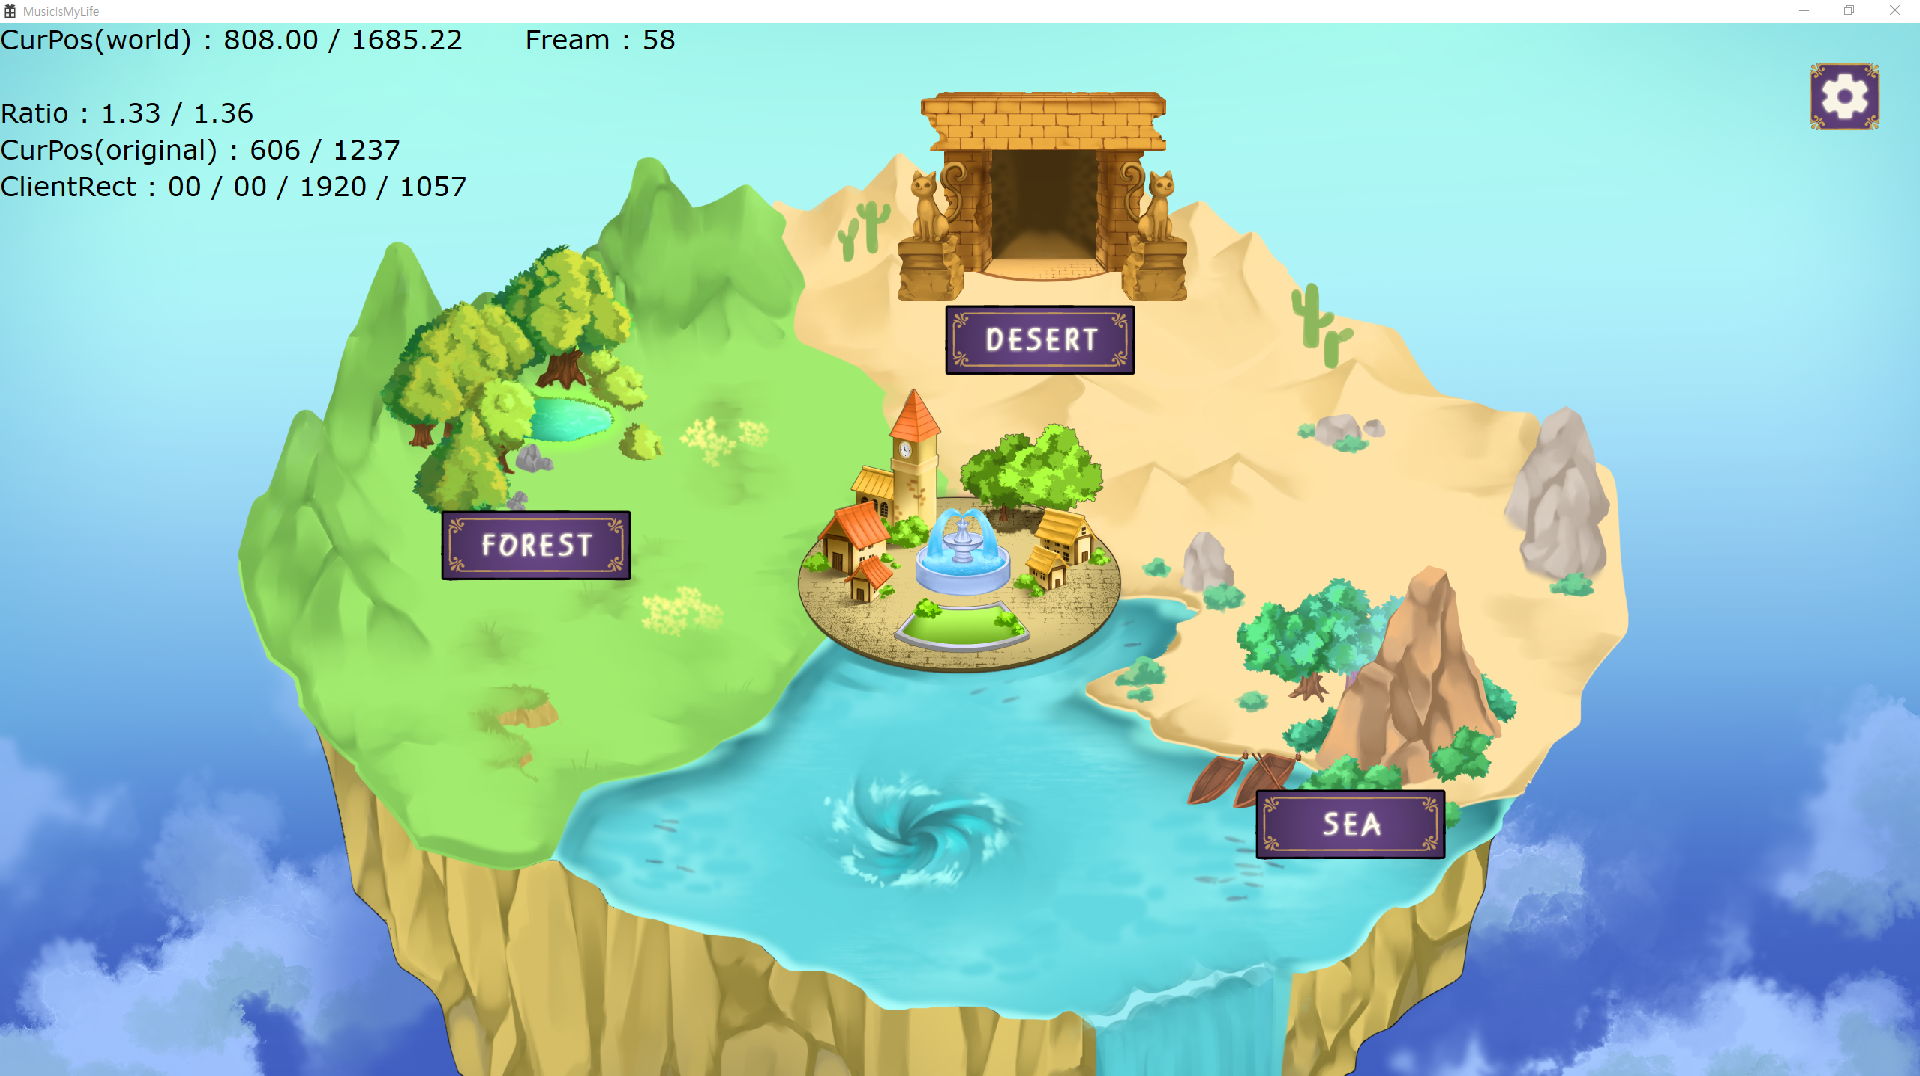 MusicIsMyLife
CurPos(world) : 808.00 / 1685.22 Fream : 58
Ratio : 1.33 / 1.36
CurPos(original) : 606 / 1237
ClientRect : 00 / 00 / 1920 / 1057
DESERT
FOREST
SEA